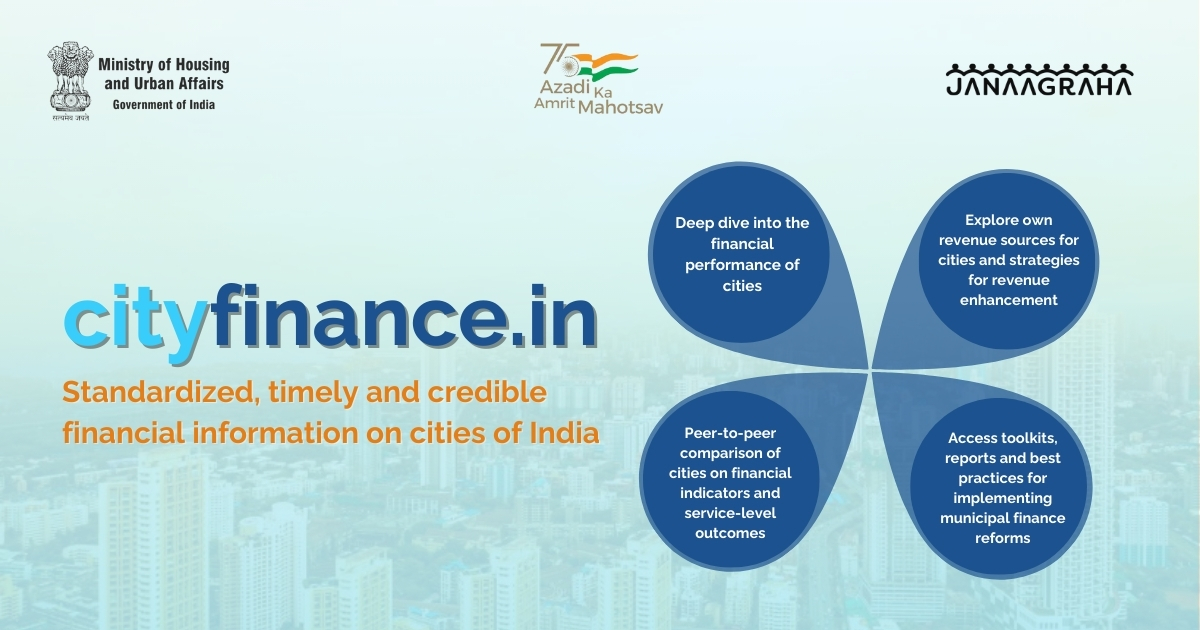 Ministry of Housing
and Urban Affairs
Government of India
सत्यमेव जयते
75
Azadi Ka
Amrit Mahotsav
JANAAGRAHA
cityfinance.in
Standardized, timely and credible
financial information on cities of India
Deep dive into the
financial
performance of
cities
Explore own
revenue sources for
cities and strategies
for revenue
enhancement
Peer-to-peer
comparison of
cities on financial
indicators and
service-level
outcomes
Access toolkits,
reports and best
practices for
implementing
municipal finance
reforms